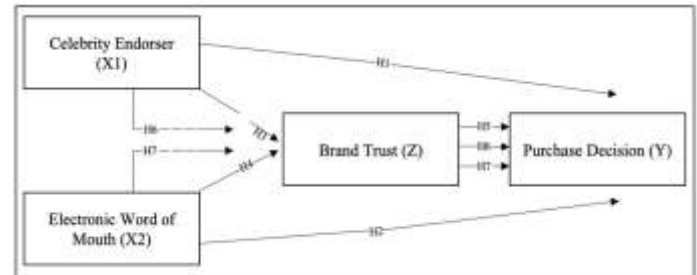 Celebrity Endorser
(X1)
H1
H6
H3
H7
H4
Brand Trust (Z)
H5
H6
H7
Purchase Decision (Y)
Electronic Word of
Mouth (X2)
H2